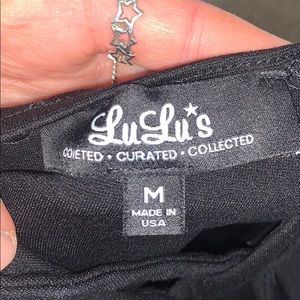 LuLu's
COVETED • CURATED • COLLECTED
M
MADE IN
USA